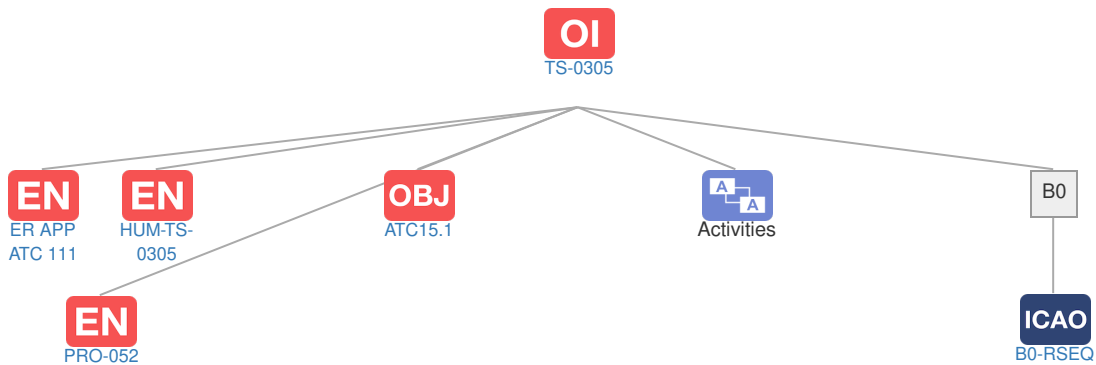 OI
TS-0305
EN
ER APP
ATC 111
EN
HUM-TS-
0305
OBJ
ATC15.1
A
A
Activities
B0
EN
PRO-052
ICAO
B0-RSEQ